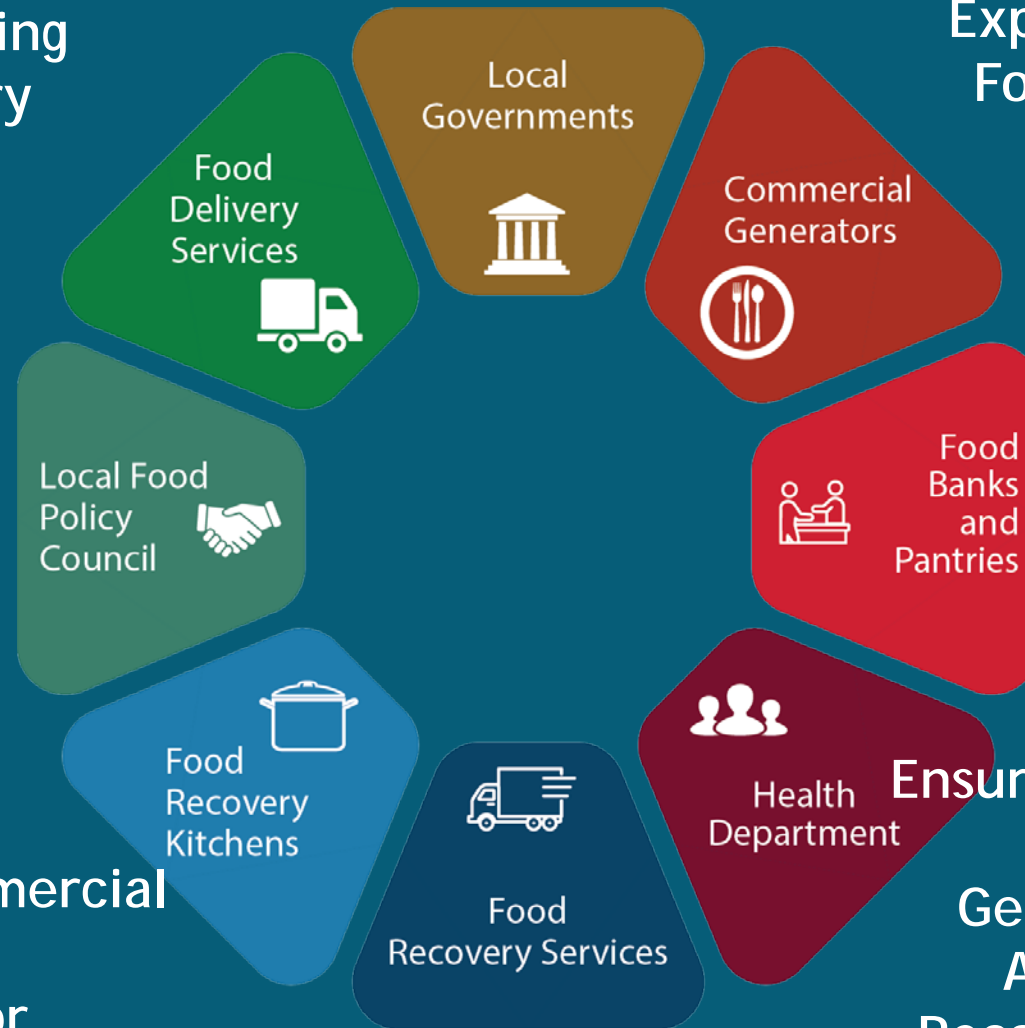 Local
Governments
Commercial
Generators
Food
Banks
and
Pantries
Health
Department
Food
Recovery Services
Food
Recovery
Kitchens
Local Food
Policy
Council
Food
Delivery
Services
mercial